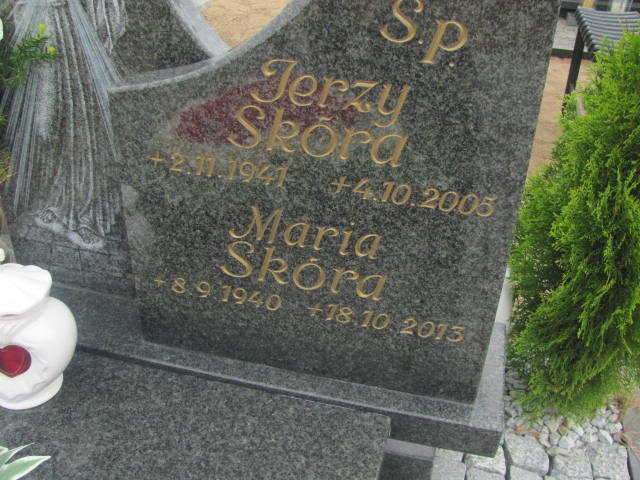 Ś.p.
Jerzy
Skóra
+2.11.1941 +4.10.2005
Maria
Skóra
+8.9.1940 +18.10.2013